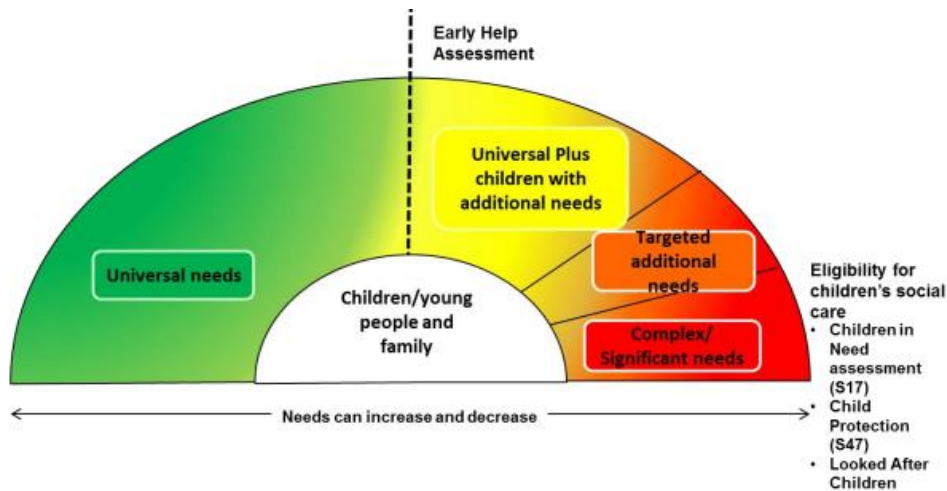 Early Help
Assessment
Universal Plus
children with
additional needs
Targeted
additional
needs
Universal needs
Children/young
people and
family
Complex/
Significant needs
Eligibility for
children's social
care
• Children in
Need
assessment
(S17)
• Child
Protection
(S47)
• Looked After
Children
Needs can increase and decrease